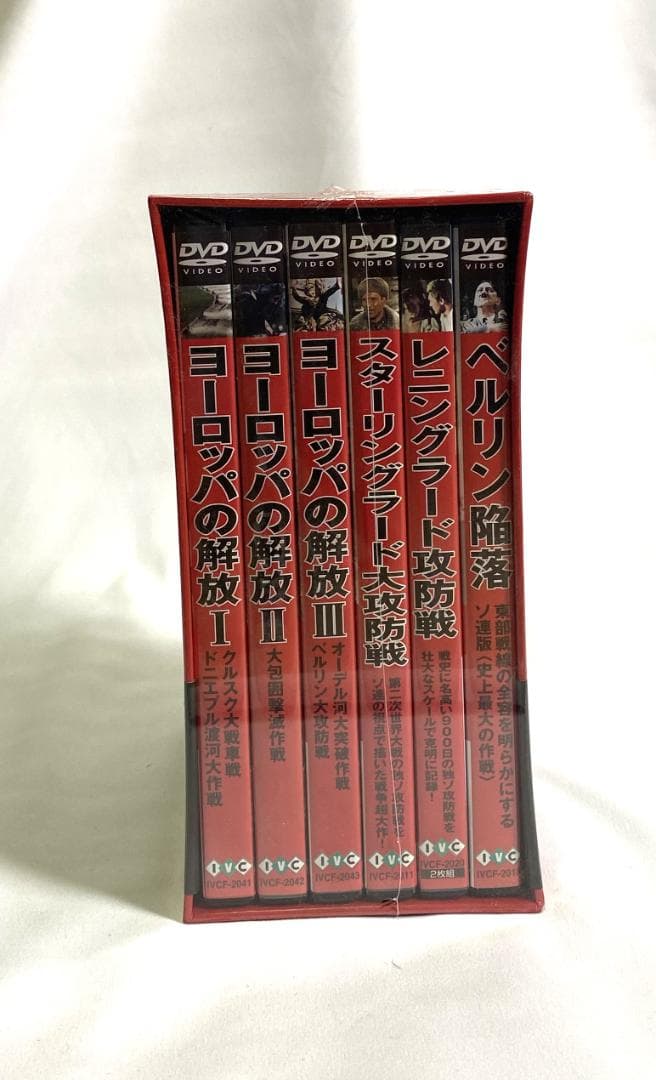 DVD
VIDEO
ヨーロッパの解放 I
クルスク大戦車戦
ドニエプル渡河大作戦
IVC
IVCF-2041
DVD
VIDEO
ヨーロッパの解放 II
大包囲撃滅作戦
IVC
IVCF-2042
DVD
VIDEO
ヨーロッパの解放 III
オーデル河大突破作戦
ベルリン大攻防戦
IVC
IVCF-2043
DVD
VIDEO
スターリングラード大攻防戦
第二次世界大戦の独ソ攻防戦を
ソ連の視点で描いた戦争超大作！
IVC
IVCF-2011
DVD
VIDEO
レニングラード攻防戦
戦史に名高い900日の独ソ攻防戦を
壮大なスケールで克明に記録！
IVC
IVCF-2020
2枚組
DVD
VIDEO
ベルリン陥落
東部戦線の全容を明らかにする
ソ連版〈史上最大の作戦〉
IVC